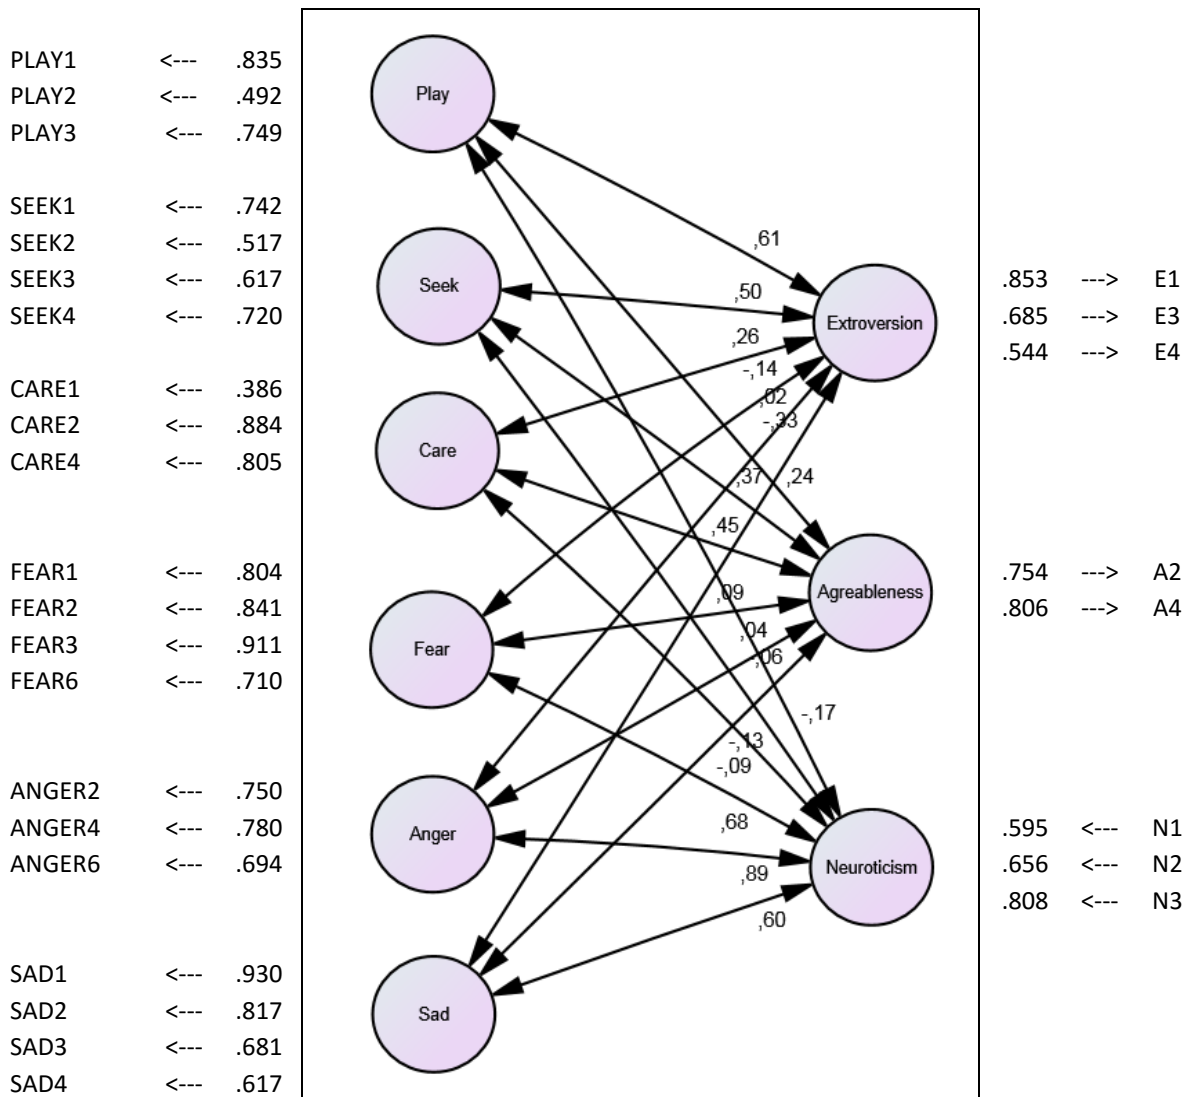 PLAY1 <--- .835
PLAY2 <--- .492
PLAY3 <--- .749
SEEK1 <--- .742
SEEK2 <--- .517
SEEK3 <--- .617
SEEK4 <--- .720
CARE1 <--- .386
CARE2 <--- .884
CARE4 <--- .805
FEAR1 <--- .804
FEAR2 <--- .841
FEAR3 <--- .911
FEAR6 <--- .710
ANGER2 <--- .750
ANGER4 <--- .780
ANGER6 <--- .694
SAD1 <--- .930
SAD2 <--- .817
SAD3 <--- .681
SAD4 <--- .617
Play
Seek
Care
Fear
Anger
Sad
,61
,50
,26
-,14
,02
-,33
,37 ,24
,45
,09
,04
-,06
-,17
-,13
-,09
,68
,89
,60
Extroversion
Agreableness
Neuroticism
.853 ---> E1
.685 ---> E3
.544 ---> E4
.754 ---> A2
.806 ---> A4
.595 <--- N1
.656 <--- N2
.808 <--- N3